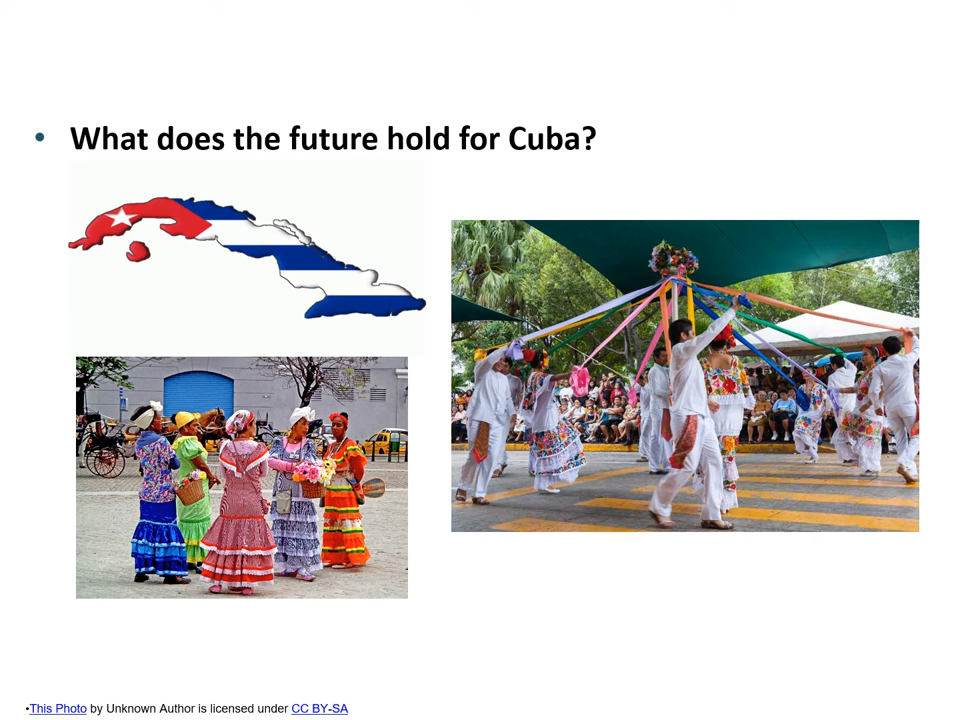 • What does the future hold for Cuba?
•This Photo by Unknown Author is licensed under CC BY-SA